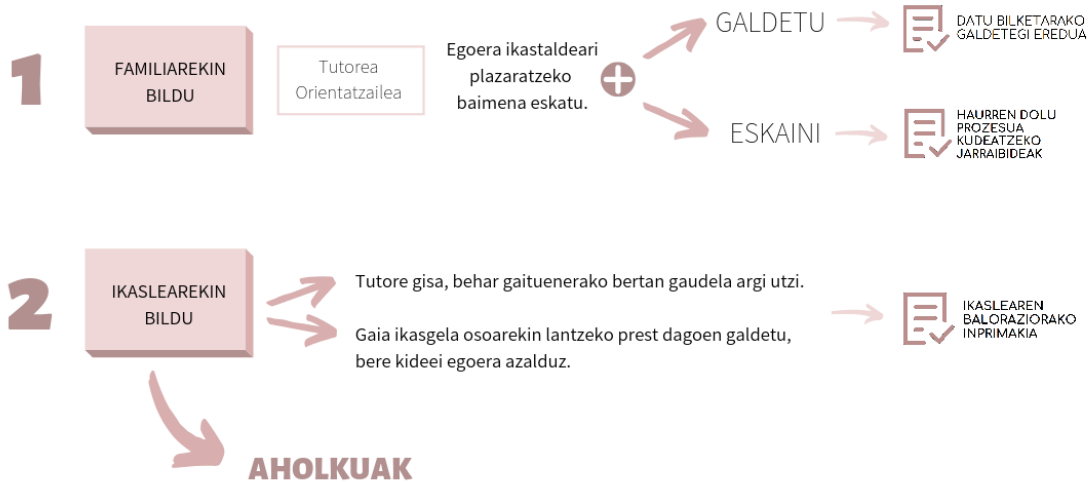 1
FAMILIAREKIN
BILDU
Tutorea
Orientatzailea
Egoera ikastaldeari
plazaratzeko
baimena eskatu.
GALDETU
DATU BILKETARAKO
GALDETEGI EREDUA
ESKAINI
HAURREN DOLU
PROZESUA
KUDEATZEKO
JARRAIBIDEAK
2
IKASLEAREKIN
BILDU
Tutore gisa, behar gaituenerako bertan gaudela argi utzi.
Gaia ikasgela osoarekin lantzeko prest dagoen galdetu,
bere kideei egoera azalduz.
IKASLEAREN
BALORAZIORAKO
INPRIMAKIA
AHOLKUAK